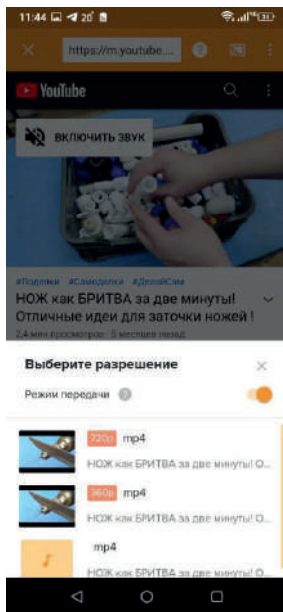 11:44
20°
https://m.youtube....
YouTube
ВКЛЮЧИТЬ ЗВУК
#Поделки #Самоделки #ДелайСам
НОЖ как БРИТВА за две минуты!
Отличные идеи для заточки ножей !
2,4 млн просмотров · 5 месяцев назад
Выберите разрешение
Режим передачи
720p mp4
НОЖ как БРИТВА за две минуты! О...
360p mp4
НОЖ как БРИТВА за две минуты! О...
mp4
НОЖ как БРИТВА за две минуты! О...